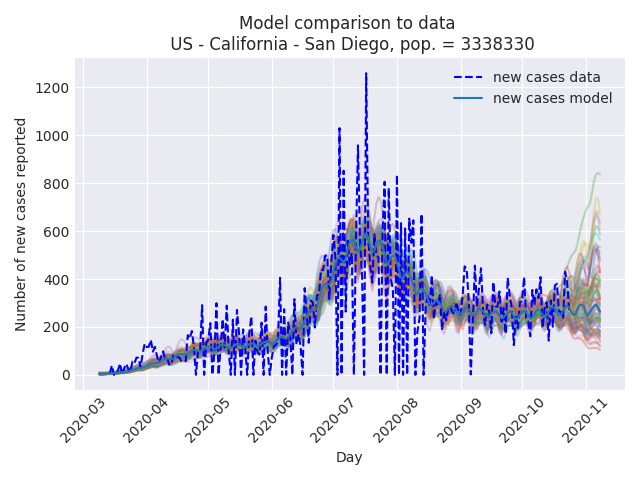 Model comparison to data
US - California - San Diego, pop. = 3338330
new cases data
new cases model
Number of new cases reported
1200
1000
800
600
400
200
0
2020-03
2020-04
2020-05
2020-06
2020-07
2020-08
2020-09
2020-10
2020-11
Day